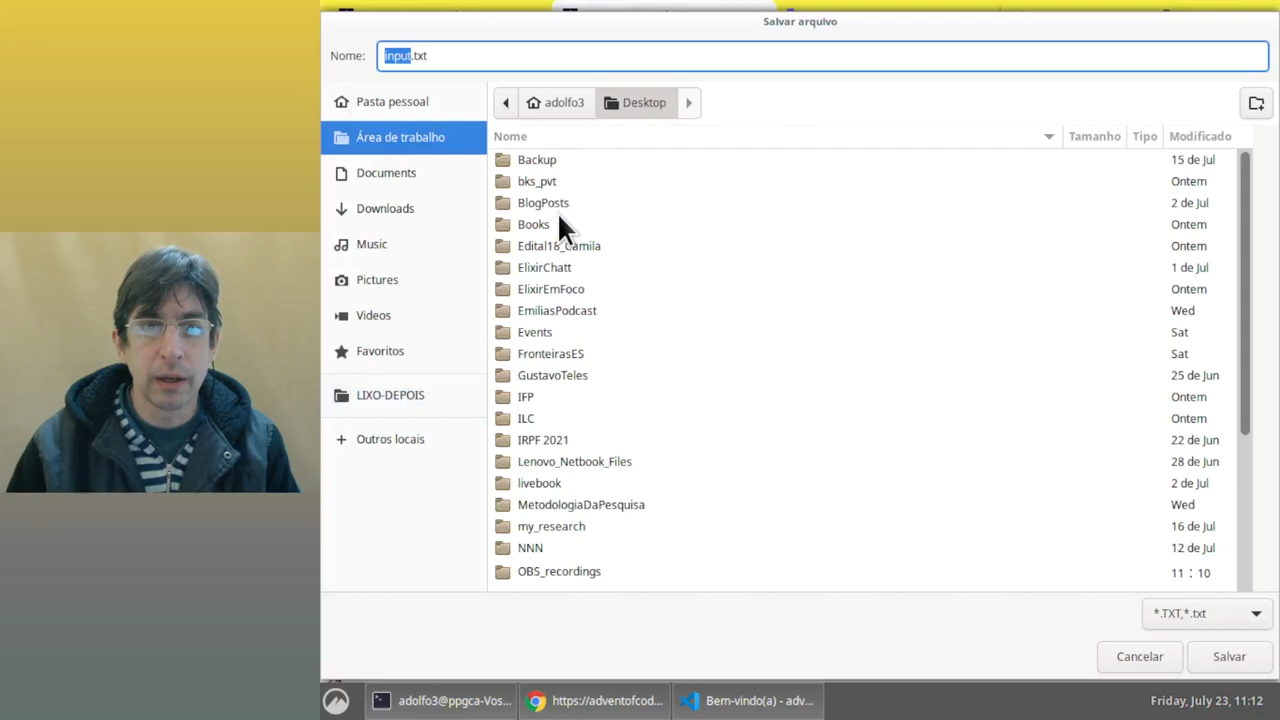 Salvar arquivo
Nome: input.txt
adolfo3 Desktop
Pasta pessoal
Área de trabalho
Documents
Downloads
Music
Pictures
Videos
Favoritos
LIXO-DEPOIS
Outros locais
Nome Tamanho Tipo Modificado
Backup 15 de Jul
bks_pvt Ontem
BlogPosts 2 de Jul
Books Ontem
Edital18_Camila Ontem
ElixirChatt 1 de Jul
ElixirEmFoco Ontem
EmiliasPodcast Wed
Events Sat
FronteirasES Sat
GustavoTeles 25 de Jun
IFP Ontem
ILC Ontem
IRPF 2021 22 de Jun
Lenovo_Netbook_Files 28 de Jun
livebook 2 de Jul
MetodologiaDaPesquisa Wed
my_research 16 de Jul
NNN 12 de Jul
OBS_recordings 11:10
*.TXT,*.txt
Cancelar Salvar
adolfo3@ppgca-Vos... https://adventofcod... Bem-vindo(a) - adv... Friday, July 23, 11:12